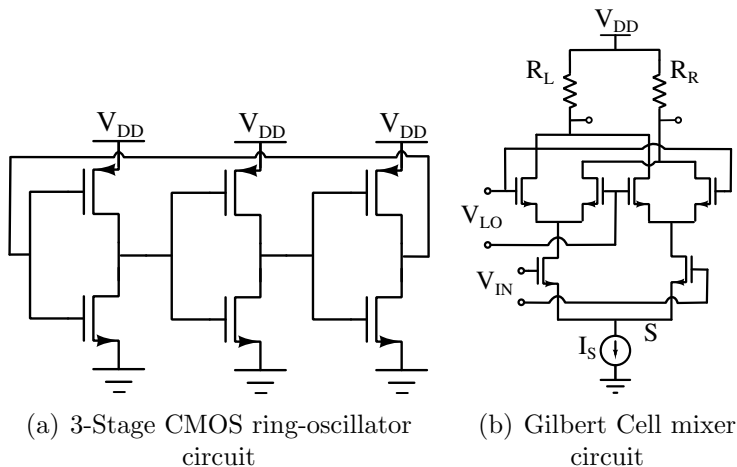 V_DD V_DD V_DD
V_DD
R_L R_R
V_LO
V_IN
S
I_S
(a) 3-Stage CMOS ring-oscillator
circuit
(b) Gilbert Cell mixer
circuit